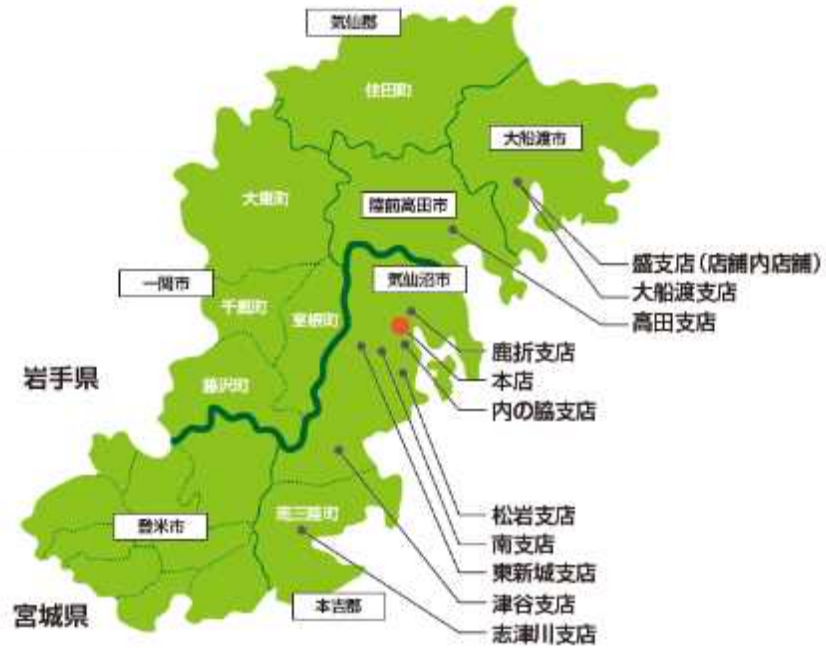 気仙郡
住田町
大船渡市
大東町
陸前高田市
盛支店(店舗内店舗)
大船渡支店
高田支店
一関市
気仙沼市
千厩町
室根町
鹿折支店
本店
内の脇支店
岩手県
藤沢町
松岩支店
南支店
東新城支店
津谷支店
志津川支店
登米市
南三陸町
本吉郡
宮城県